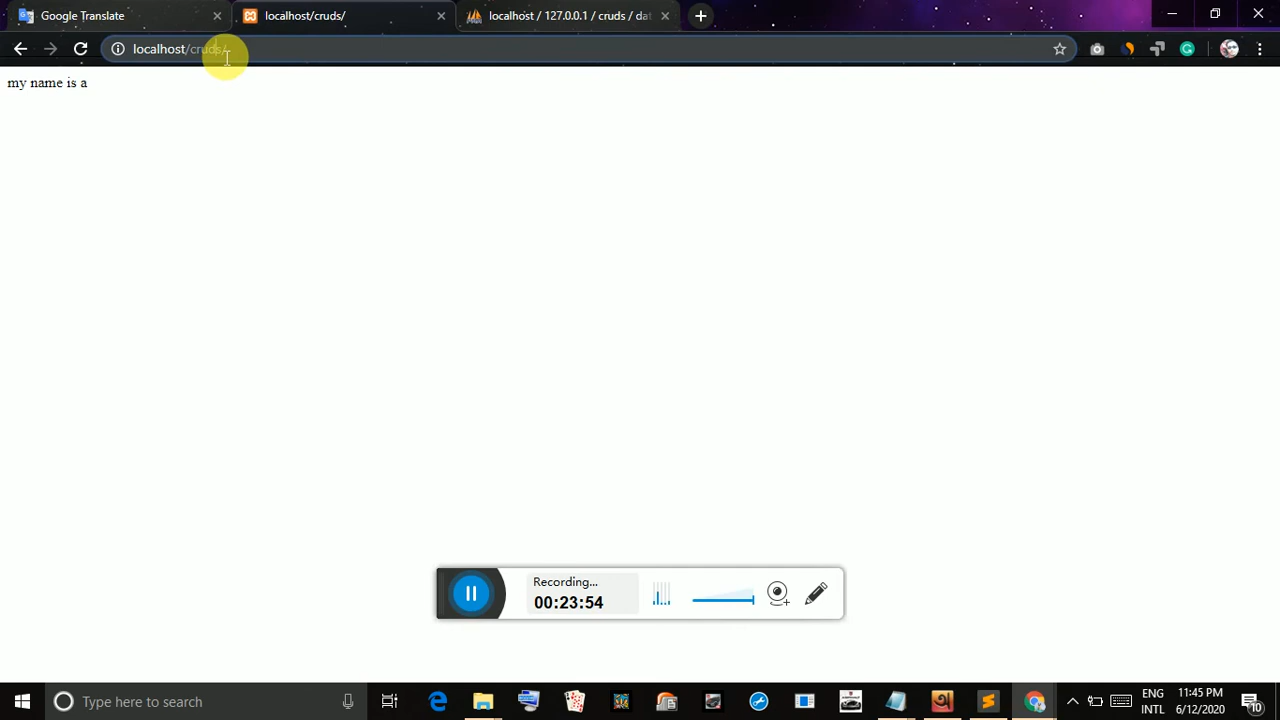 Google Translate
localhost/cruds/
localhost / 127.0.0.1 / cruds / dat
localhost/cruds/
my name is a
Recording...
00:23:54
Type here to search
ENG
INTL
11:45 PM
6/12/2020
10